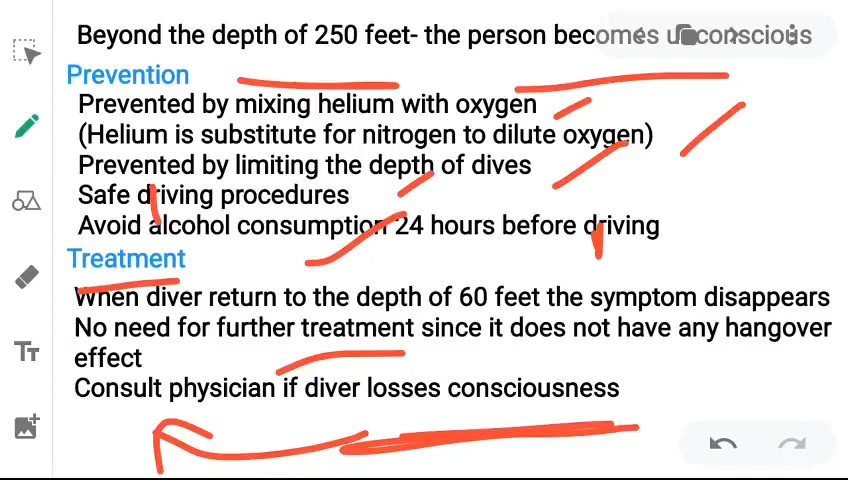 Beyond the depth of 250 feet- the person becomes unconscious
Prevention
Prevented by mixing helium with oxygen
(Helium is substitute for nitrogen to dilute oxygen)
Prevented by limiting the depth of dives
Safe driving procedures
Avoid alcohol consumption 24 hours before driving
Treatment
When diver return to the depth of 60 feet the symptom disappears
No need for further treatment since it does not have any hangover
effect
Consult physician if diver losses consciousness
Tт